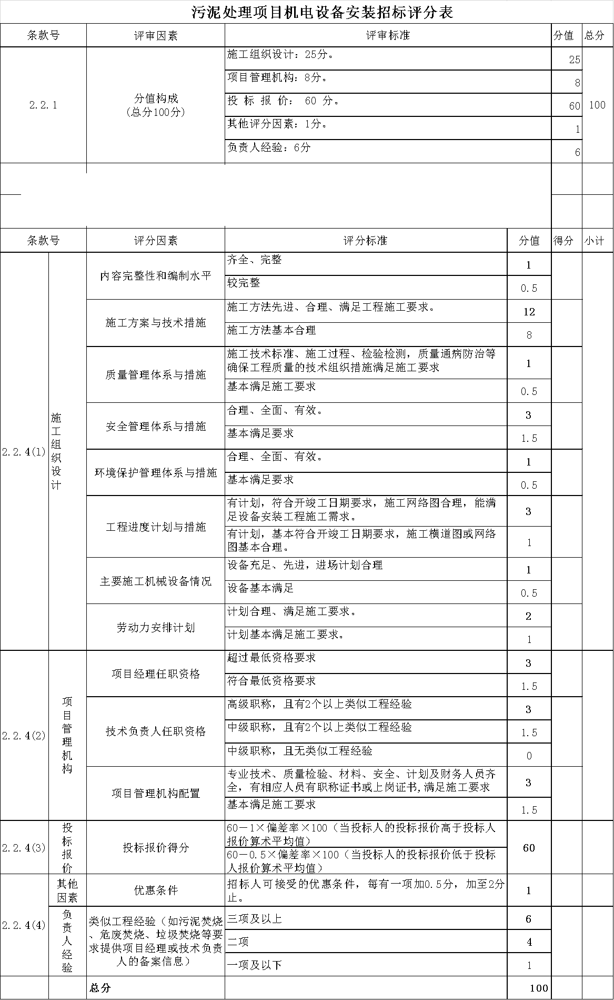 污泥处理项目机电设备安装招标评分表
条款号 评审因素 评审标准 分值 总分
2.2.1
分值构成
(总分100分)
施工组织设计：25分。 25
项目管理机构：8分。 8
投 标 报 价： 60 分。 60
其他评分因素：1分。 1
负责人经验：6分 6
100
条款号 评分因素 评分标准 分值 得分 小计
2.2.4(1)
施工组织设计
内容完整性和编制水平
齐全、完整 1
较完整 0.5
施工方案与技术措施
施工方法先进、合理、满足工程施工要求。 12
施工方法基本合理 8
质量管理体系与措施
施工技术标准、施工过程、检验检测，质量通病防治等
确保工程质量的技术组织措施满足施工要求 1
基本满足施工要求 0.5
安全管理体系与措施
合理、全面、有效。 3
基本满足要求 1.5
环境保护管理体系与措施
合理、全面、有效。 1
基本满足要求 0.5
工程进度计划与措施
有计划，符合开竣工日期要求，施工网络图合理，能满
足设备安装工程施工需求。 3
有计划，基本符合开竣工日期要求，施工横道图或网络
图基本合理。 1
主要施工机械设备情况
设备充足、先进，进场计划合理 1
设备基本满足 0.5
劳动力安排计划
计划合理、满足施工要求。 2
计划基本满足施工要求。 1
2.2.4(2)
项目管理机构
项目经理任职资格
超过最低资格要求 3
符合最低资格要求 1.5
技术负责人任职资格
高级职称，且有2个以上类似工程经验 3
中级职称，且有2个以上类似工程经验 1.5
中级职称，且无类似工程经验 0
项目管理机构配置
专业技术、质量检验、材料、安全、计划及财务人员齐
全，有相应人员有职称证书或上岗证书,满足施工要求 3
基本满足施工要求 1.5
2.2.4(3)
投标报价
投标报价得分
60－1×偏差率×100（当投标人的投标报价高于投标人
报价算术平均值）
60－0.5×偏差率×100（当投标人的投标报价低于投标
人报价算术平均值）
60
2.2.4(4)
其他
因素
优惠条件
招标人可接受的优惠条件，每有一项加0.5分，加至2分
止。 1
负责人经验
类似工程经验（如污泥焚烧
、危废焚烧、垃圾焚烧等要
求提供项目经理或技术负责
人的备案信息）
三项及以上 6
二项 4
一项及以下 1
总分 100